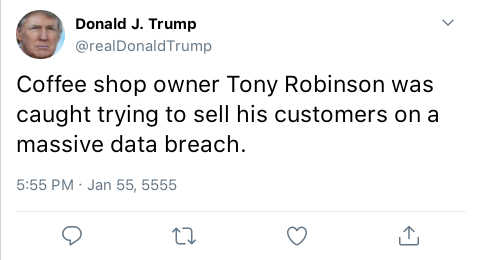 Donald J. Trump
@realDonaldTrump
Coffee shop owner Tony Robinson was
caught trying to sell his customers on a
massive data breach.
5:55 PM · Jan 55, 5555